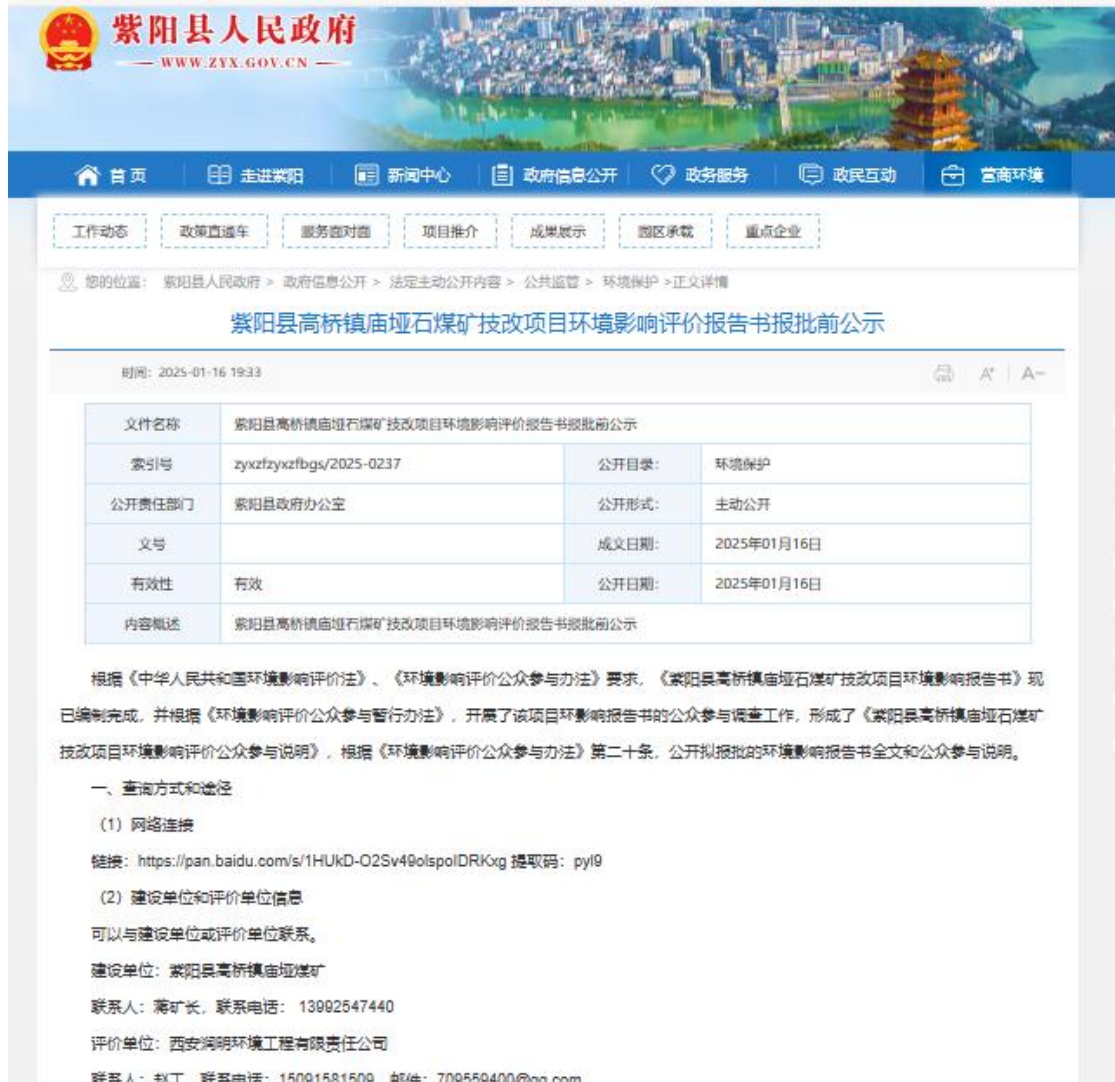 紫阳县人民政府
WWW.ZYX.GOV.CN
首页 走进紫阳 新闻中心 政府信息公开 政务服务 政民互动 营商环境
工作动态 政策直通车 服务面对面 项目推介 成果展示 园区承载 重点企业
您的位置： 紫阳县人民政府 > 政府信息公开 > 法定主动公开内容 > 公共监管 > 环境保护 >正文详情
紫阳县高桥镇庙垭石煤矿技改项目环境影响评价报告书报批前公示
时间：2025-01-16 19:33 A+ | A-
文件名称 紫阳县高桥镇庙垭石煤矿技改项目环境影响评价报告书报批前公示
索引号 zyxzfzyxzfbgs/2025-0237 公开目录： 环境保护
公开责任部门 紫阳县政府办公室 公开形式： 主动公开
文号 成文日期： 2025年01月16日
有效性 有效 公开日期： 2025年01月16日
内容概述 紫阳县高桥镇庙垭石煤矿技改项目环境影响评价报告书报批前公示
根据《中华人民共和国环境影响评价法》、《环境影响评价公众参与办法》要求，《紫阳县高桥镇庙垭石煤矿技改项目环境影响报告书》现
已编制完成，并根据《环境影响评价公众参与暂行办法》，开展了该项目环影响报告书的公众参与调查工作，形成了《紫阳县高桥镇庙垭石煤矿
技改项目环境影响评价公众参与说明》，根据《环境影响评价公众参与办法》第二十条，公开拟报批的环境影响报告书全文和公众参与说明。
一、查询方式和途径
（1）网络连接
链接：https://pan.baidu.com/s/1HUkD-O2Sv49olspoIDRKxg 提取码：pyl9
（2）建设单位和评价单位信息
可以与建设单位或评价单位联系。
建设单位：紫阳县高桥镇庙垭煤矿
联系人：蒋矿长，联系电话： 13992547440
评价单位：西安润明环境工程有限责任公司
联系人：赵工，联系电话：15091581509，邮件：709559400@qq.com